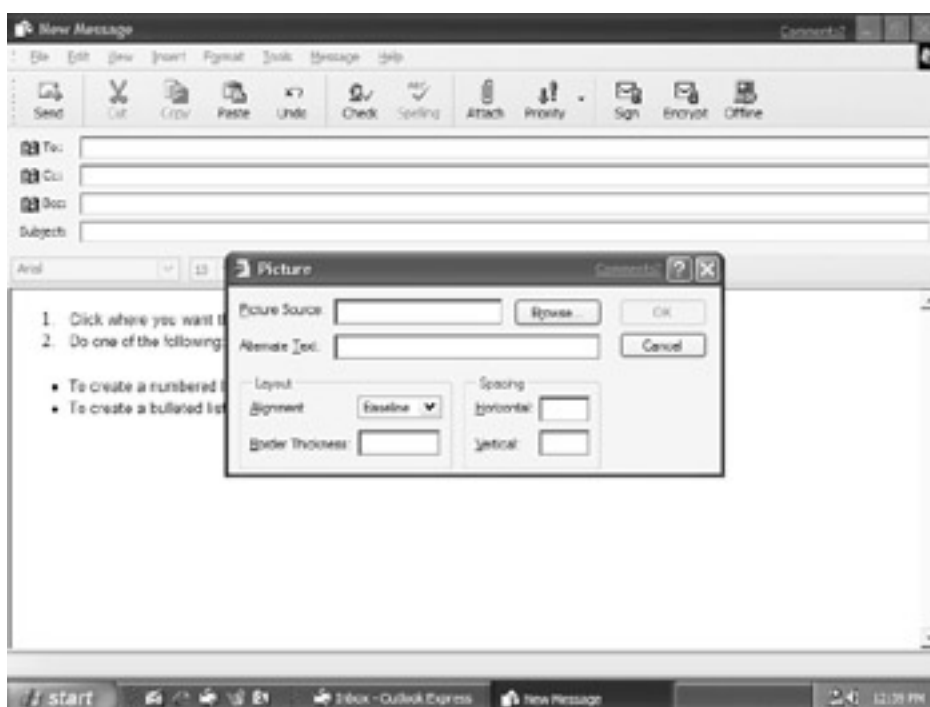 New Message Comments?
File Edit View Insert Format Tools Message Help
Send Cut Copy Paste Undo Check Spelling Attach Priority Sign Encrypt Offline
To:
Cc:
Bcc:
Subject:
Arial
Picture Comments? ? X
Picture Source: Browse... OK
Alternate Text: Cancel
Layout Spacing
Alignment Baseline Horizontal:
Border Thickness: Vertical:
1. Click where you want t
2. Do one of the following:
• To create a numbered l
• To create a bulleted list
start Inbox - Outlook Express New Message 12:39 PM